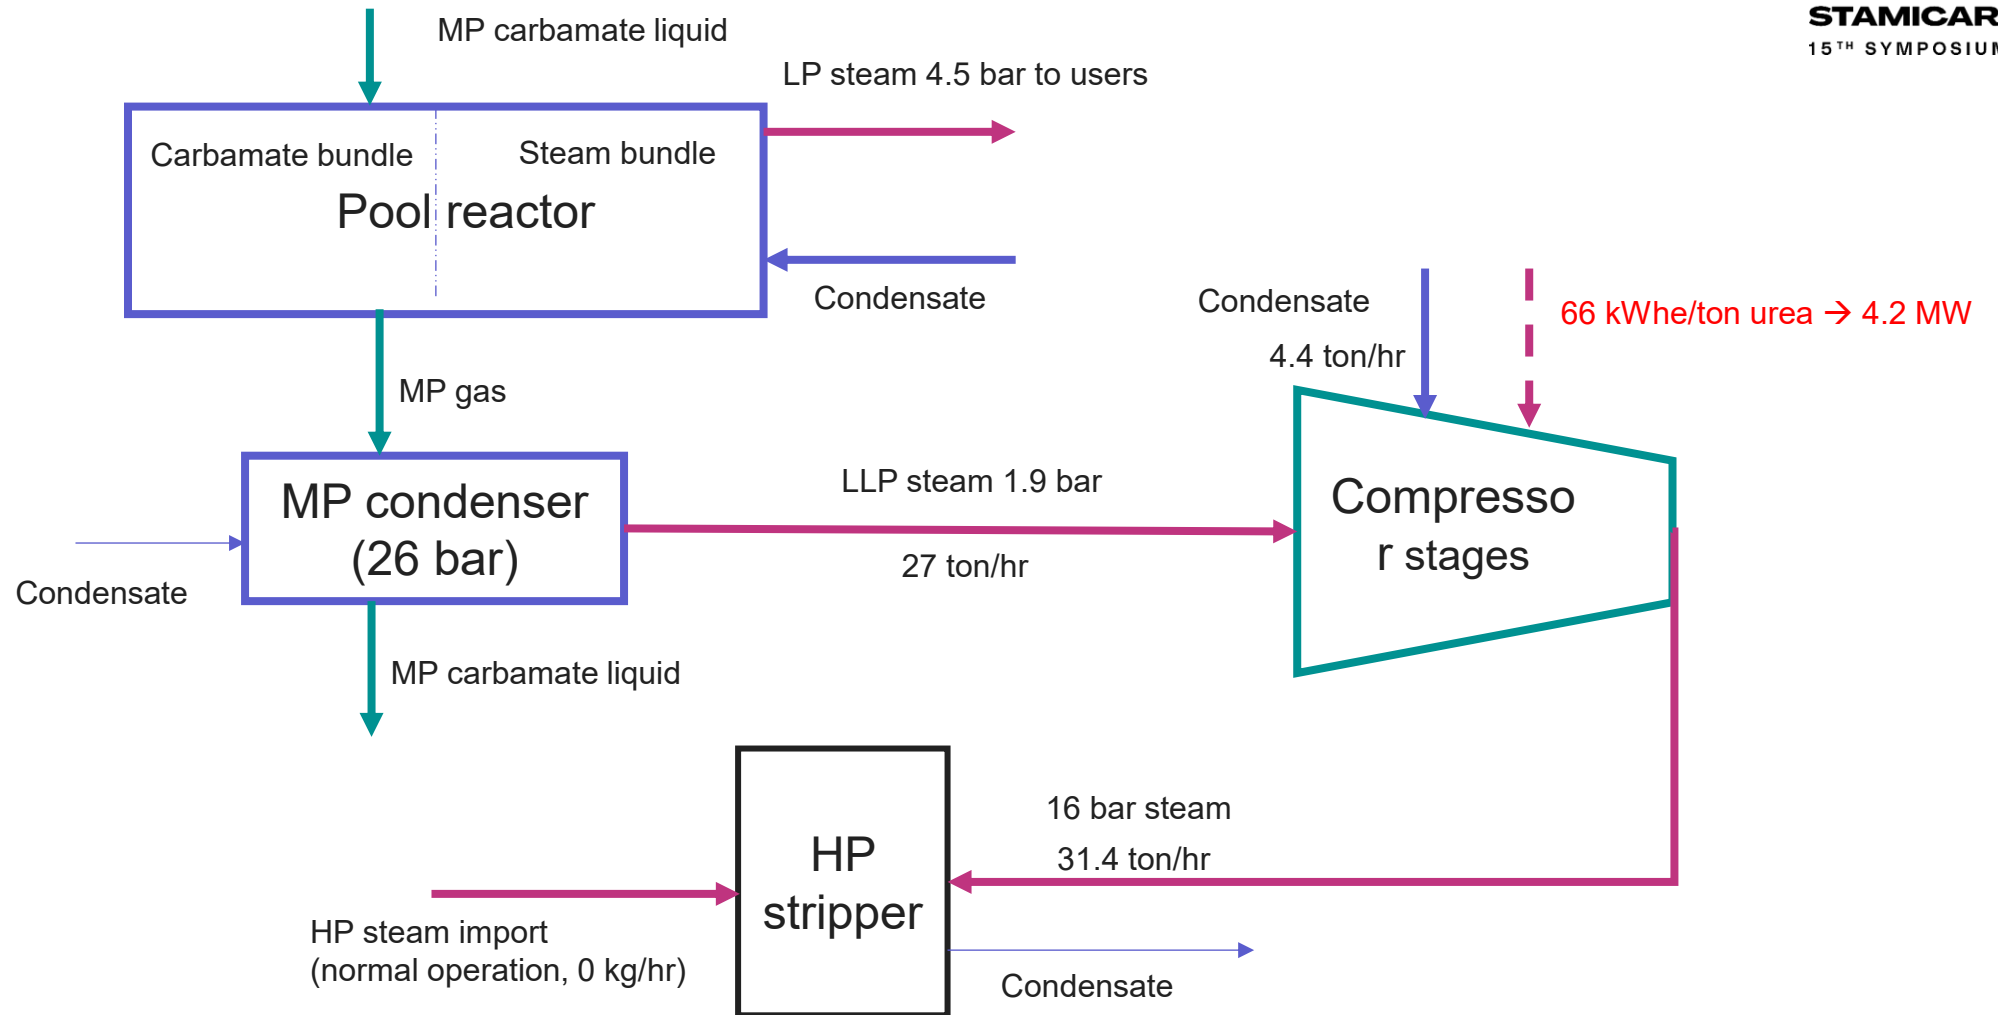 STAMICAR
15TH SYMPOSIUM
MP carbamate liquid
LP steam 4.5 bar to users
Carbamate bundle
Steam bundle
Pool reactor
Condensate
Condensate
4.4 ton/hr
66 kWhe/ton urea → 4.2 MW
MP gas
MP condenser
(26 bar)
LLP steam 1.9 bar
27 ton/hr
Compresso
r stages
Condensate
MP carbamate liquid
16 bar steam
31.4 ton/hr
HP
stripper
HP steam import
(normal operation, 0 kg/hr)
Condensate